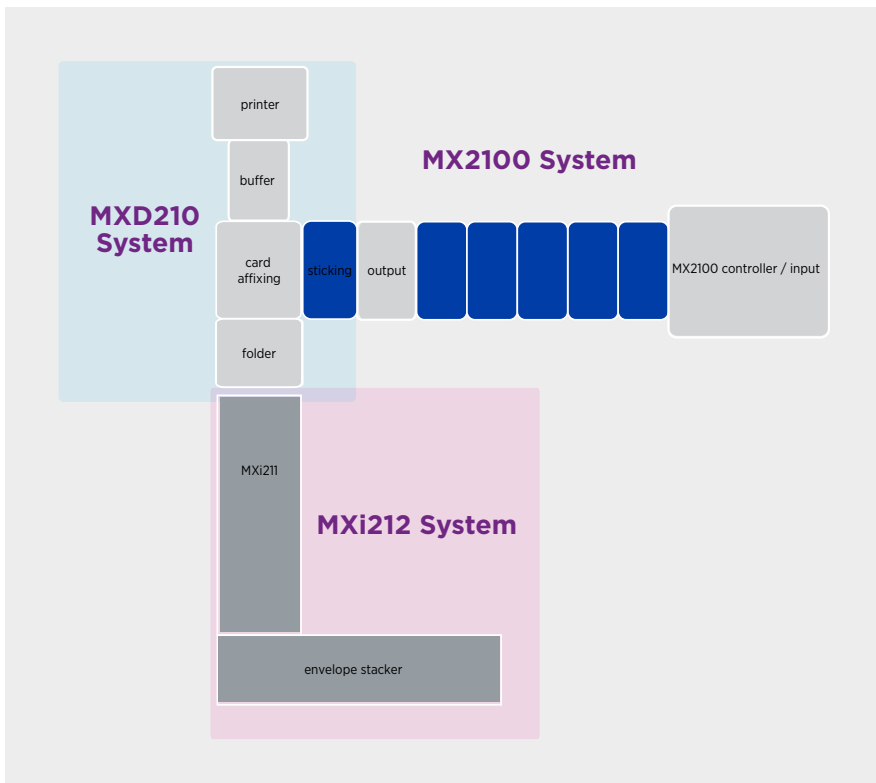 printer
MX2100 System
buffer
MXD210
System
card
affixing
sticking
output
MX2100 controller / input
folder
MXi211
MXi212 System
envelope stacker